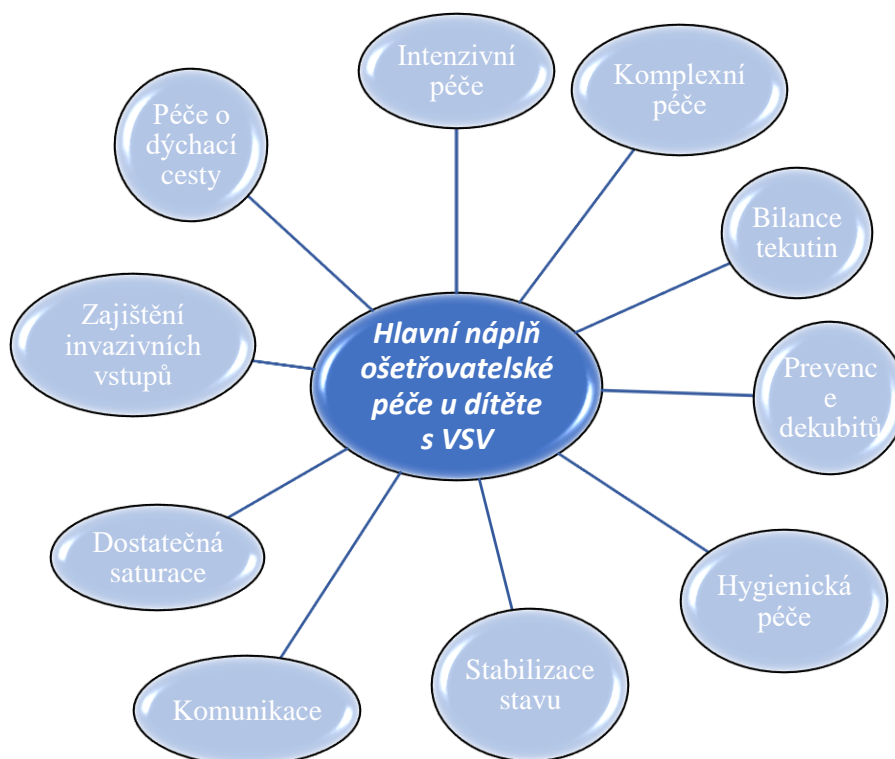 Intenzivní
péče
Komplexní
péče
Péče o
dýchací
cesty
Bilance
tekutin
Zajištění
invazivních
vstupů
Hlavní náplň
ošetřovatelské
péče u dítěte
s VSV
Prevenc
e
dekubitů
Dostatečná
saturace
Hygienická
péče
Komunikace
Stabilizace
stavu